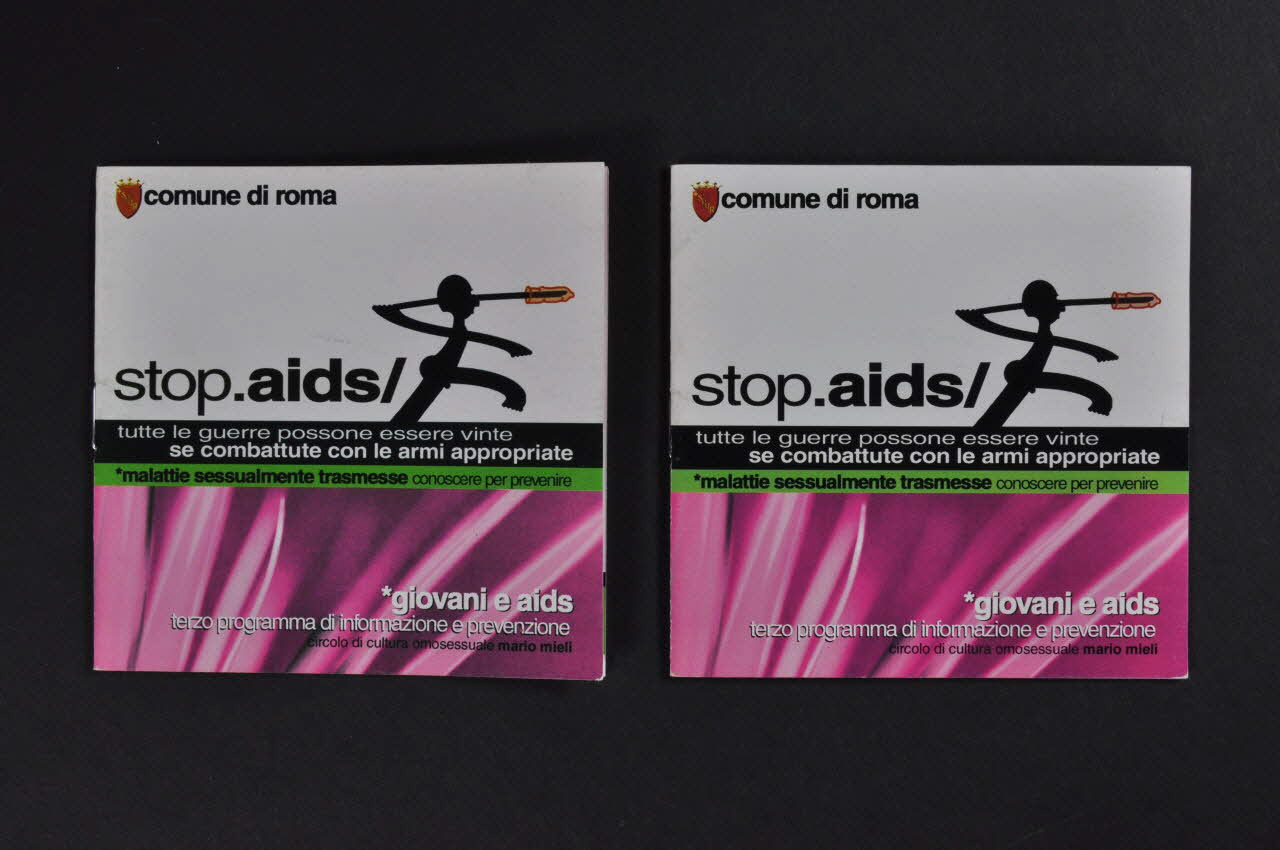 comune di roma
stop.aids/
tutte le guerre possone essere vinte
se combattute con le armi appropriate
*malattie sessualmente trasmesse conoscere per prevenire
*giovani e aids
terzo programma di informazione e prevenzione
circolo di cultura omosessuale mario mieli
comune di roma
stop.aids/
tutte le guerre possone essere vinte
se combattute con le armi appropriate
*malattie sessualmente trasmesse conoscere per prevenire
*giovani e aids
terzo programma di informazione e prevenzione
circolo di cultura omosessuale mario mieli